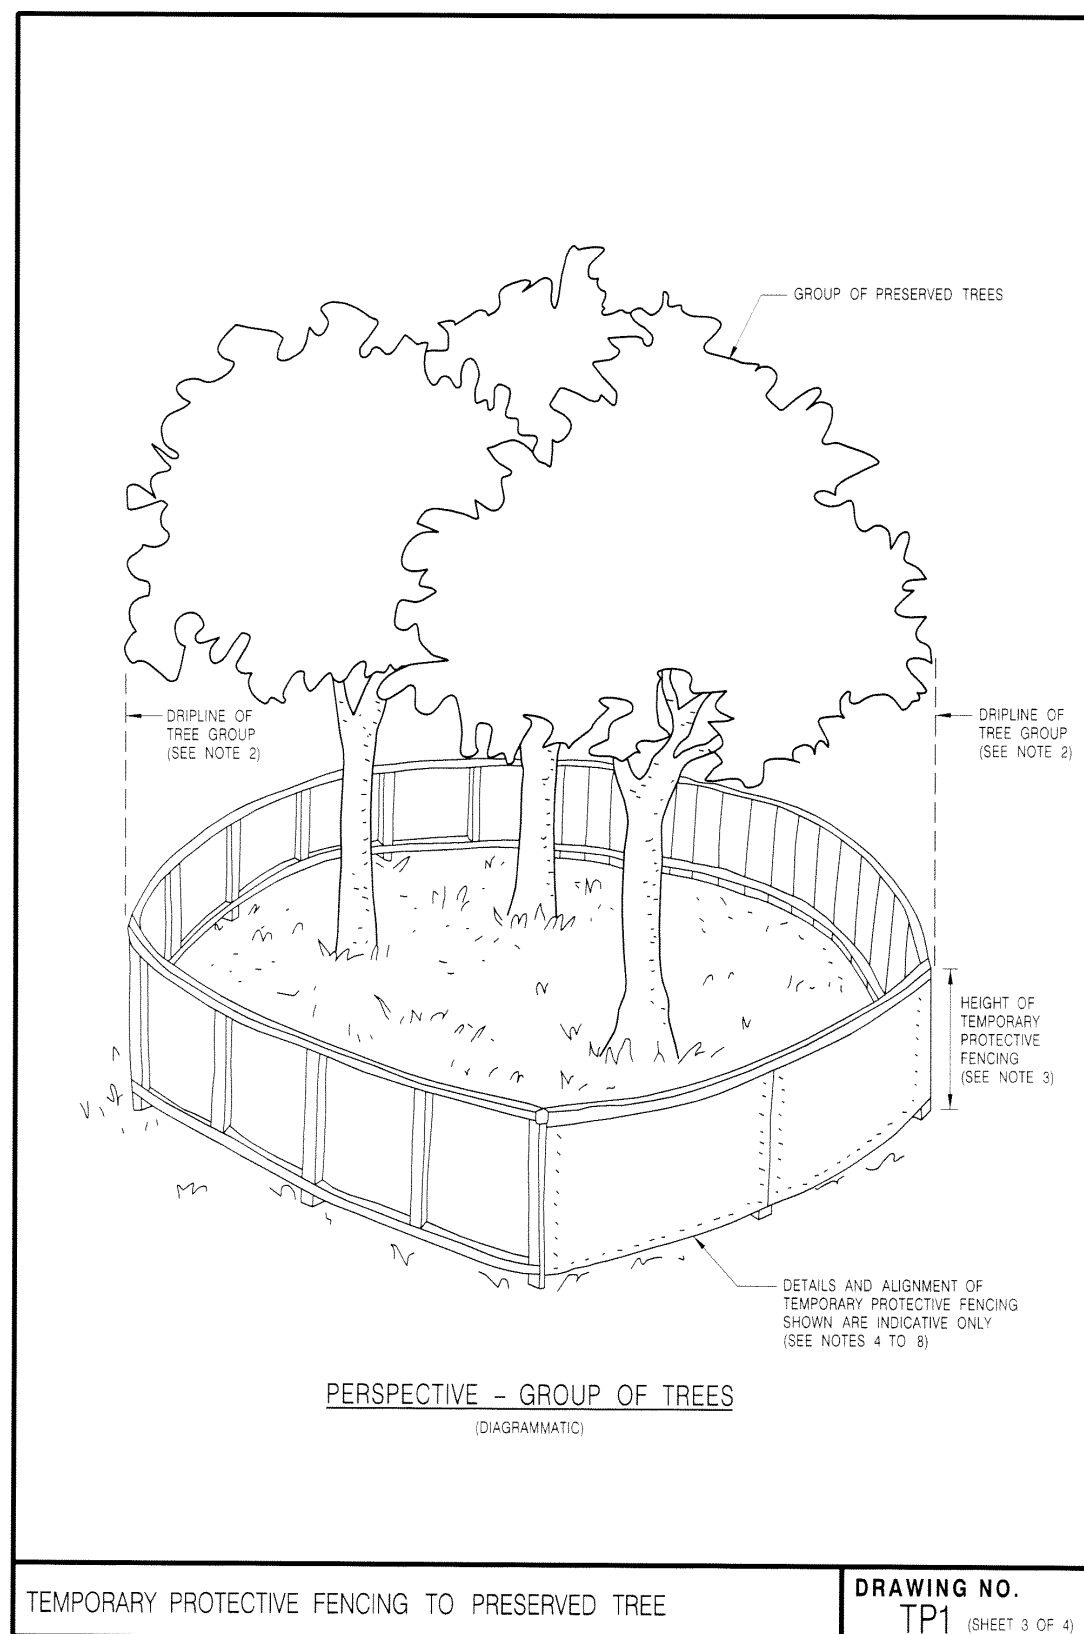 GROUP OF PRESERVED TREES
DRIPLINE OF
TREE GROUP
(SEE NOTE 2)
DRIPLINE OF
TREE GROUP
(SEE NOTE 2)
HEIGHT OF
TEMPORARY
PROTECTIVE
FENCING
(SEE NOTE 3)
DETAILS AND ALIGNMENT OF
TEMPORARY PROTECTIVE FENCING
SHOWN ARE INDICATIVE ONLY
(SEE NOTES 4 TO 8)
PERSPECTIVE – GROUP OF TREES
(DIAGRAMMATIC)
TEMPORARY PROTECTIVE FENCING TO PRESERVED TREE
DRAWING NO.
TP1 (SHEET 3 OF 4)